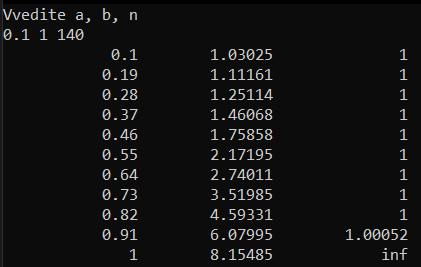 Vvedite a, b, n
0.1 1 140
0.1 1.03025 1
0.19 1.11161 1
0.28 1.25114 1
0.37 1.46068 1
0.46 1.75858 1
0.55 2.17195 1
0.64 2.74011 1
0.73 3.51985 1
0.82 4.59331 1
0.91 6.07995 1.00052
1 8.15485 inf